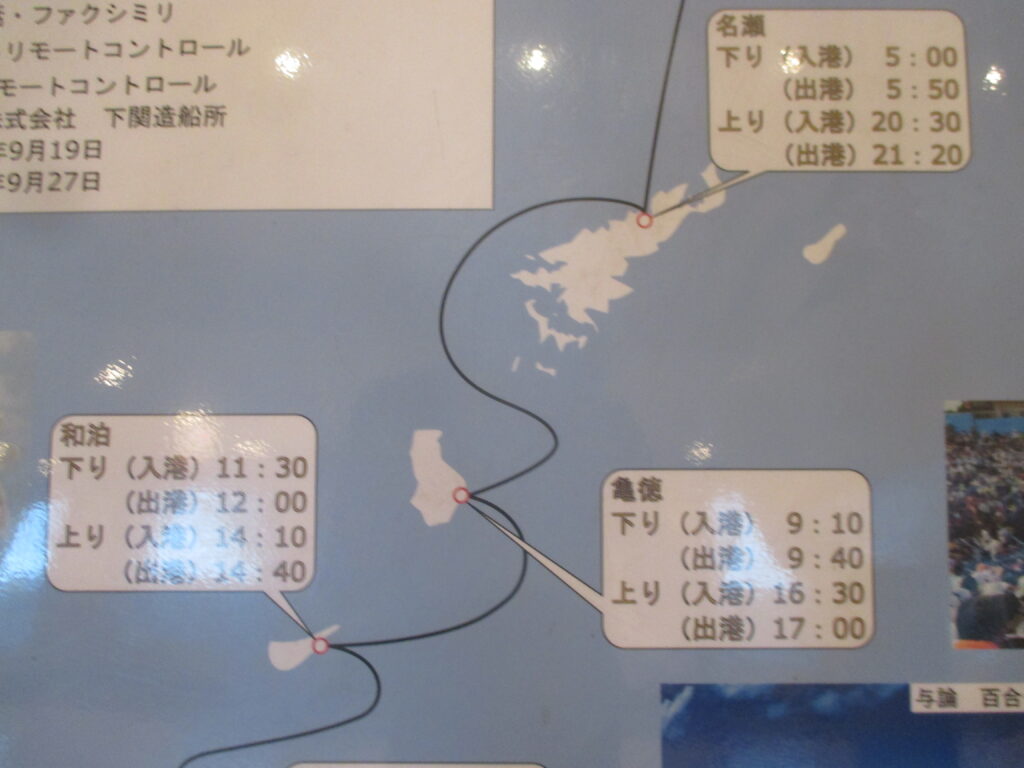 ・ファクシミリ
リモートコントロール
モートコントロール
式会社　下関造船所
年9月19日
年9月27日
名瀬
下り（入港）　5：00
（出港）　5：50
上り（入港）20：30
（出港）21：20
和泊
下り（入港）11：30
（出港）12：00
上り（入港）14：10
（出港）14：40
亀徳
下り（入港）　9：10
（出港）　9：40
上り（入港）16：30
（出港）17：00
与論　百合